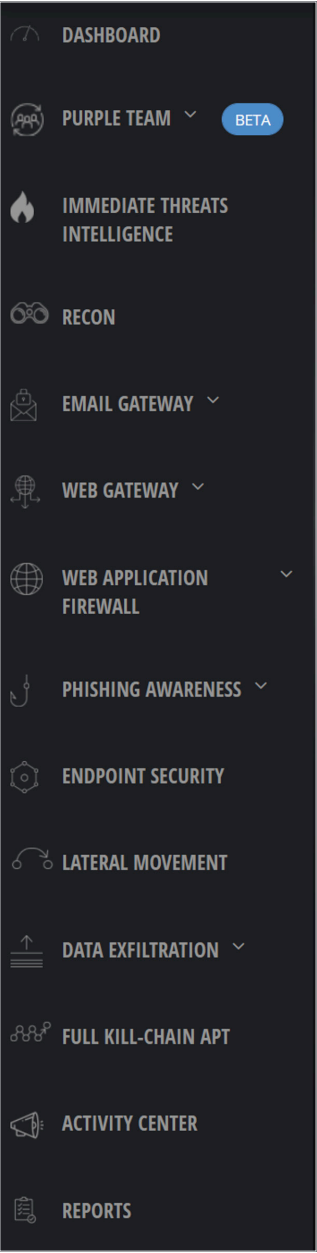 DASHBOARD
PURPLE TEAM BETA
IMMEDIATE THREATS
INTELLIGENCE
RECON
EMAIL GATEWAY
WEB GATEWAY
WEB APPLICATION
FIREWALL
PHISHING AWARENESS
ENDPOINT SECURITY
LATERAL MOVEMENT
DATA EXFILTRATION
FULL KILL-CHAIN APT
ACTIVITY CENTER
REPORTS